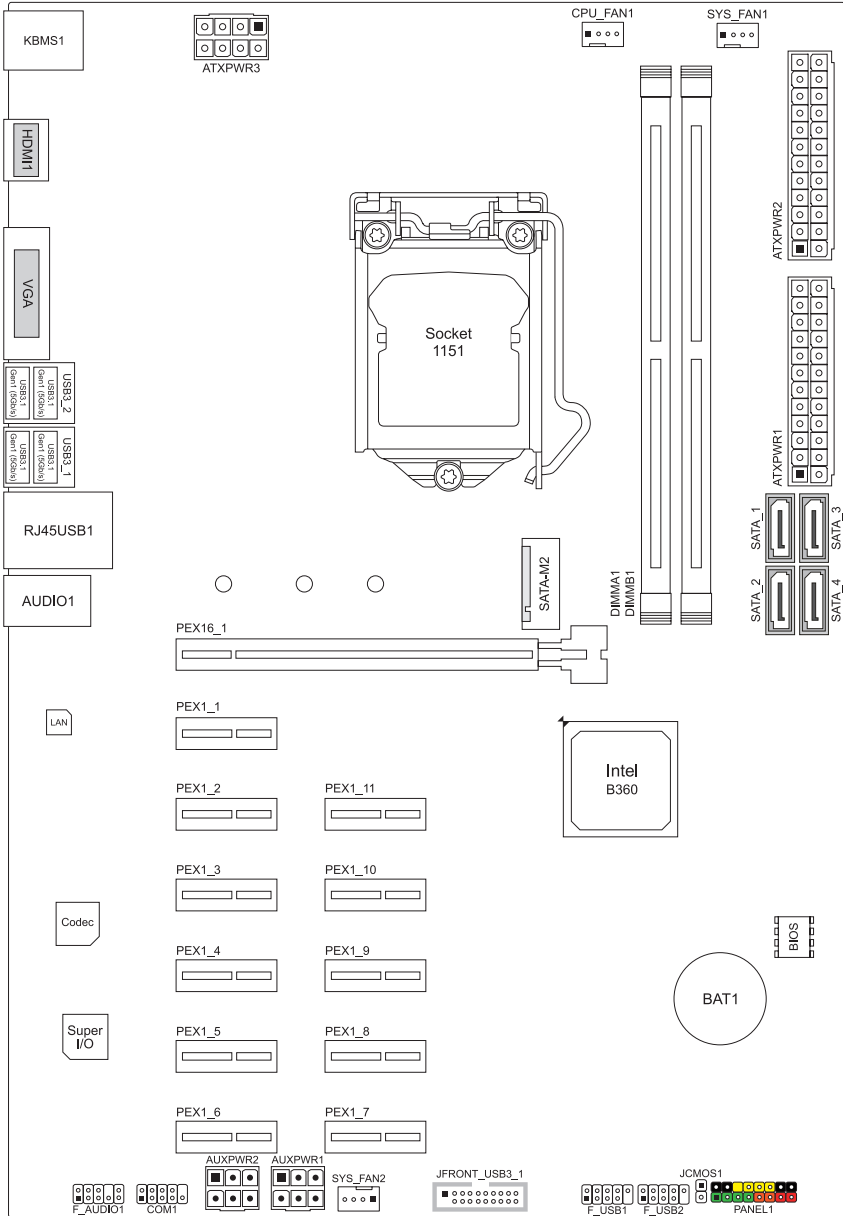 CPU_FAN1
SYS_FAN1
KBMS1
ATXPWR3
HDMI1
ATXPWR2
VGA
Socket
1151
USB3_2
USB3.1
Gen1 (5Gb/s)
USB3.1
Gen1 (5Gb/s)
USB3_1
USB3.1
Gen1 (5Gb/s)
USB3.1
Gen1 (5Gb/s)
ATXPWR1
RJ45USB1
SATA_1
SATA_3
AUDIO1
SATA-M2
DIMMA1
DIMMB1
SATA_2
SATA_4
PEX16_1
LAN
PEX1_1
Intel
B360
PEX1_2
PEX1_11
PEX1_3
PEX1_10
Codec
BIOS
PEX1_4
PEX1_9
BAT1
Super
I/O
PEX1_5
PEX1_8
PEX1_6
PEX1_7
AUXPWR2
AUXPWR1
SYS_FAN2
JFRONT_USB3_1
JCMOS1
F_AUDIO1
COM1
F_USB1
F_USB2
PANEL1